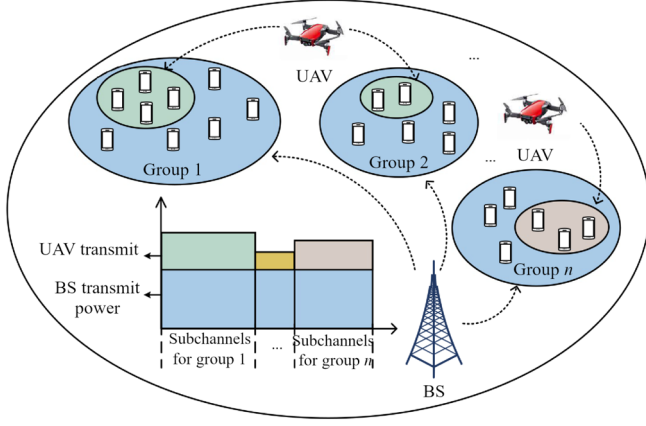 UAV
...
Group 1
Group 2
...
UAV
Group n
UAV transmit
BS transmit
power
Subchannels
for group 1
...
Subchannels
for group n
BS